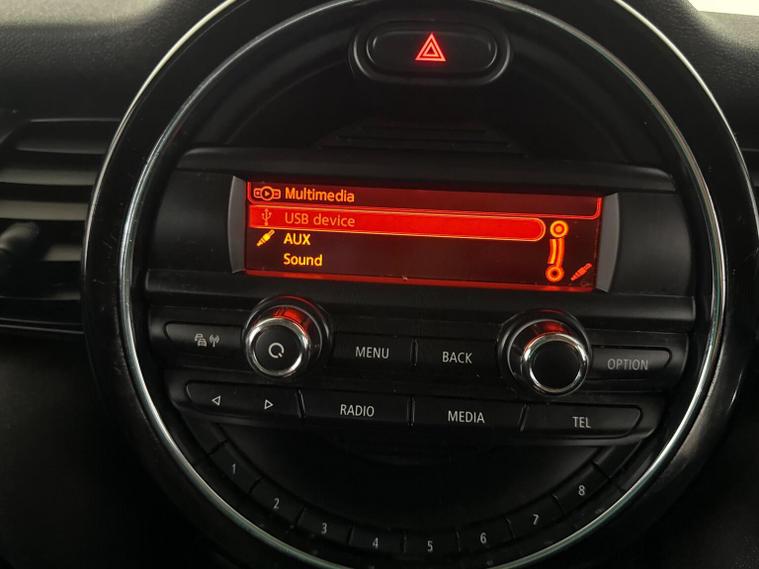 Multimedia
USB device
AUX
Sound
MENU
BACK
OPTION
RADIO
MEDIA
TEL
1
2
3
4
5
6
7
8